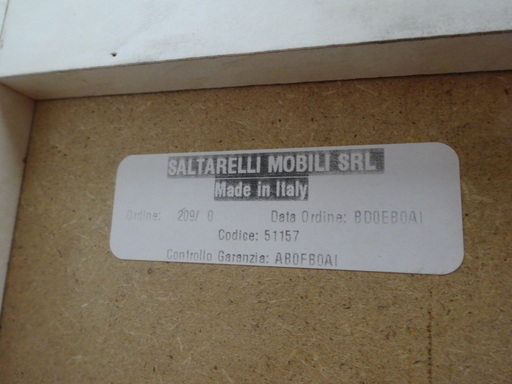 SALTARELLI MOBILI SRL
Made in Italy
Ordine: 209/ 0 Data Ordine: BD0EB0AI
Codice: 51157
Controllo Garanzia: AB0FB0AI